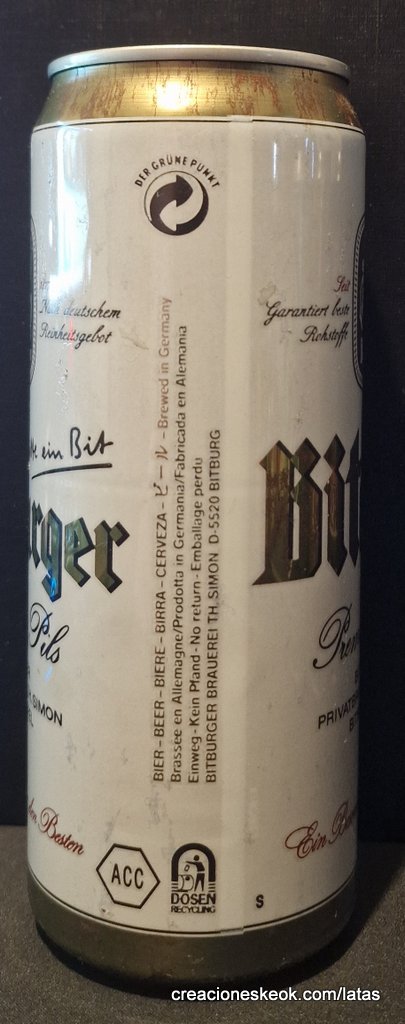 DER GRÜNE PUNKT
Nach deutschem
Reinheitsgebot
ein Bit
rger
Pils
SIMON
Besten
BIER - BEER - BIERE - BIRRA - CERVEZA - ビール - Brewed in Germany
Brassée en Allemagne/Prodotta in Germania/Fabricada en Alemania
Einweg - Kein Pfand - No return - Emballage perdu
BITBURGER BRAUEREI TH. SIMON D-5520 BITBURG
ACC
DOSEN
RECYCLING
Seit
Garantiert beste
Rohstoffe
Bit
Prem
PRIVATB
Ein
S
creacioneskeok.com/latas